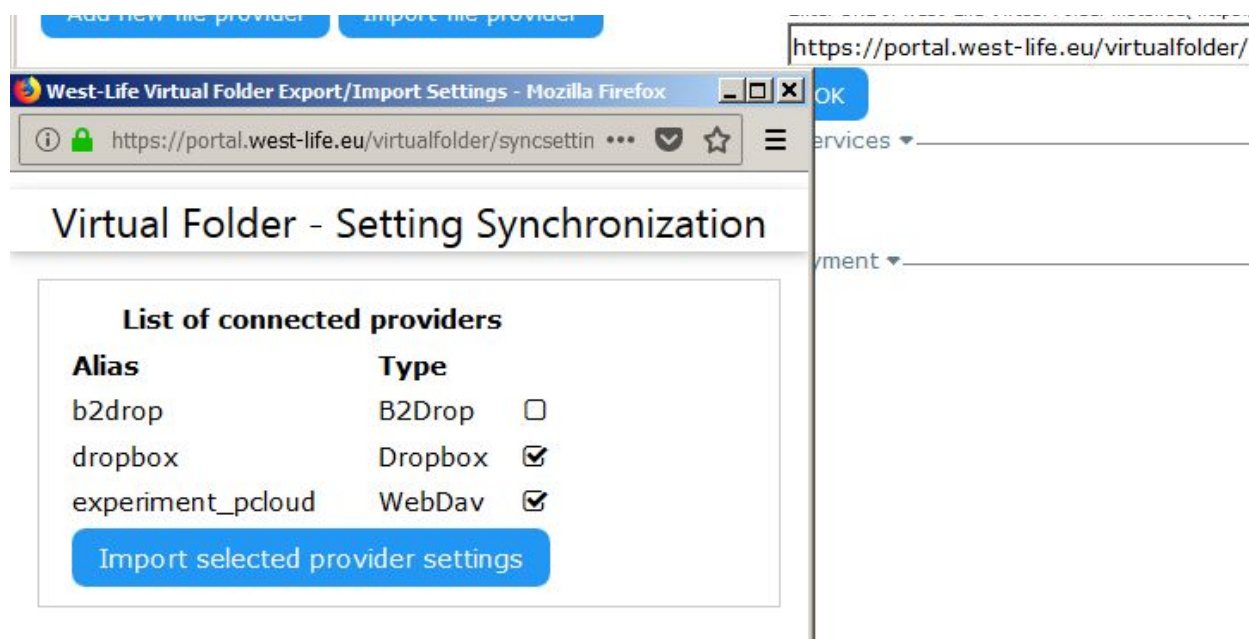 Add new file provider Import file provider
https://portal.west-life.eu/virtualfolder/
West-Life Virtual Folder Export/Import Settings - Mozilla Firefox
OK
https://portal.west-life.eu/virtualfolder/syncsettin
ervices
Virtual Folder - Setting Synchronization
yment
List of connected providers
Alias Type
b2drop B2Drop
dropbox Dropbox
experiment_pcloud WebDav
Import selected provider settings